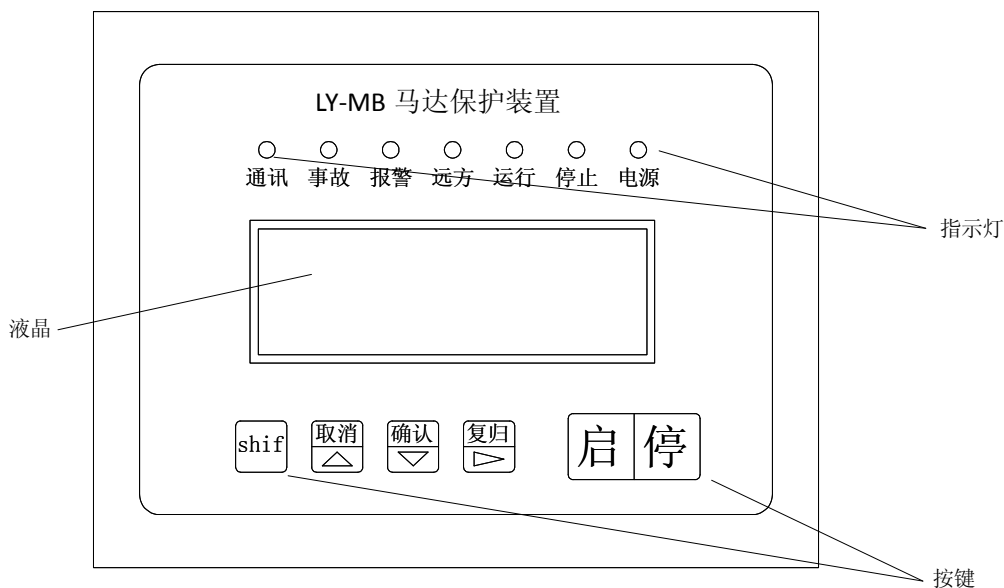 LY-MB 马达保护装置
通讯 事故 报警 远方 运行 停止 电源
指示灯
液晶
shif 取消 确认 复归 启 停
按键